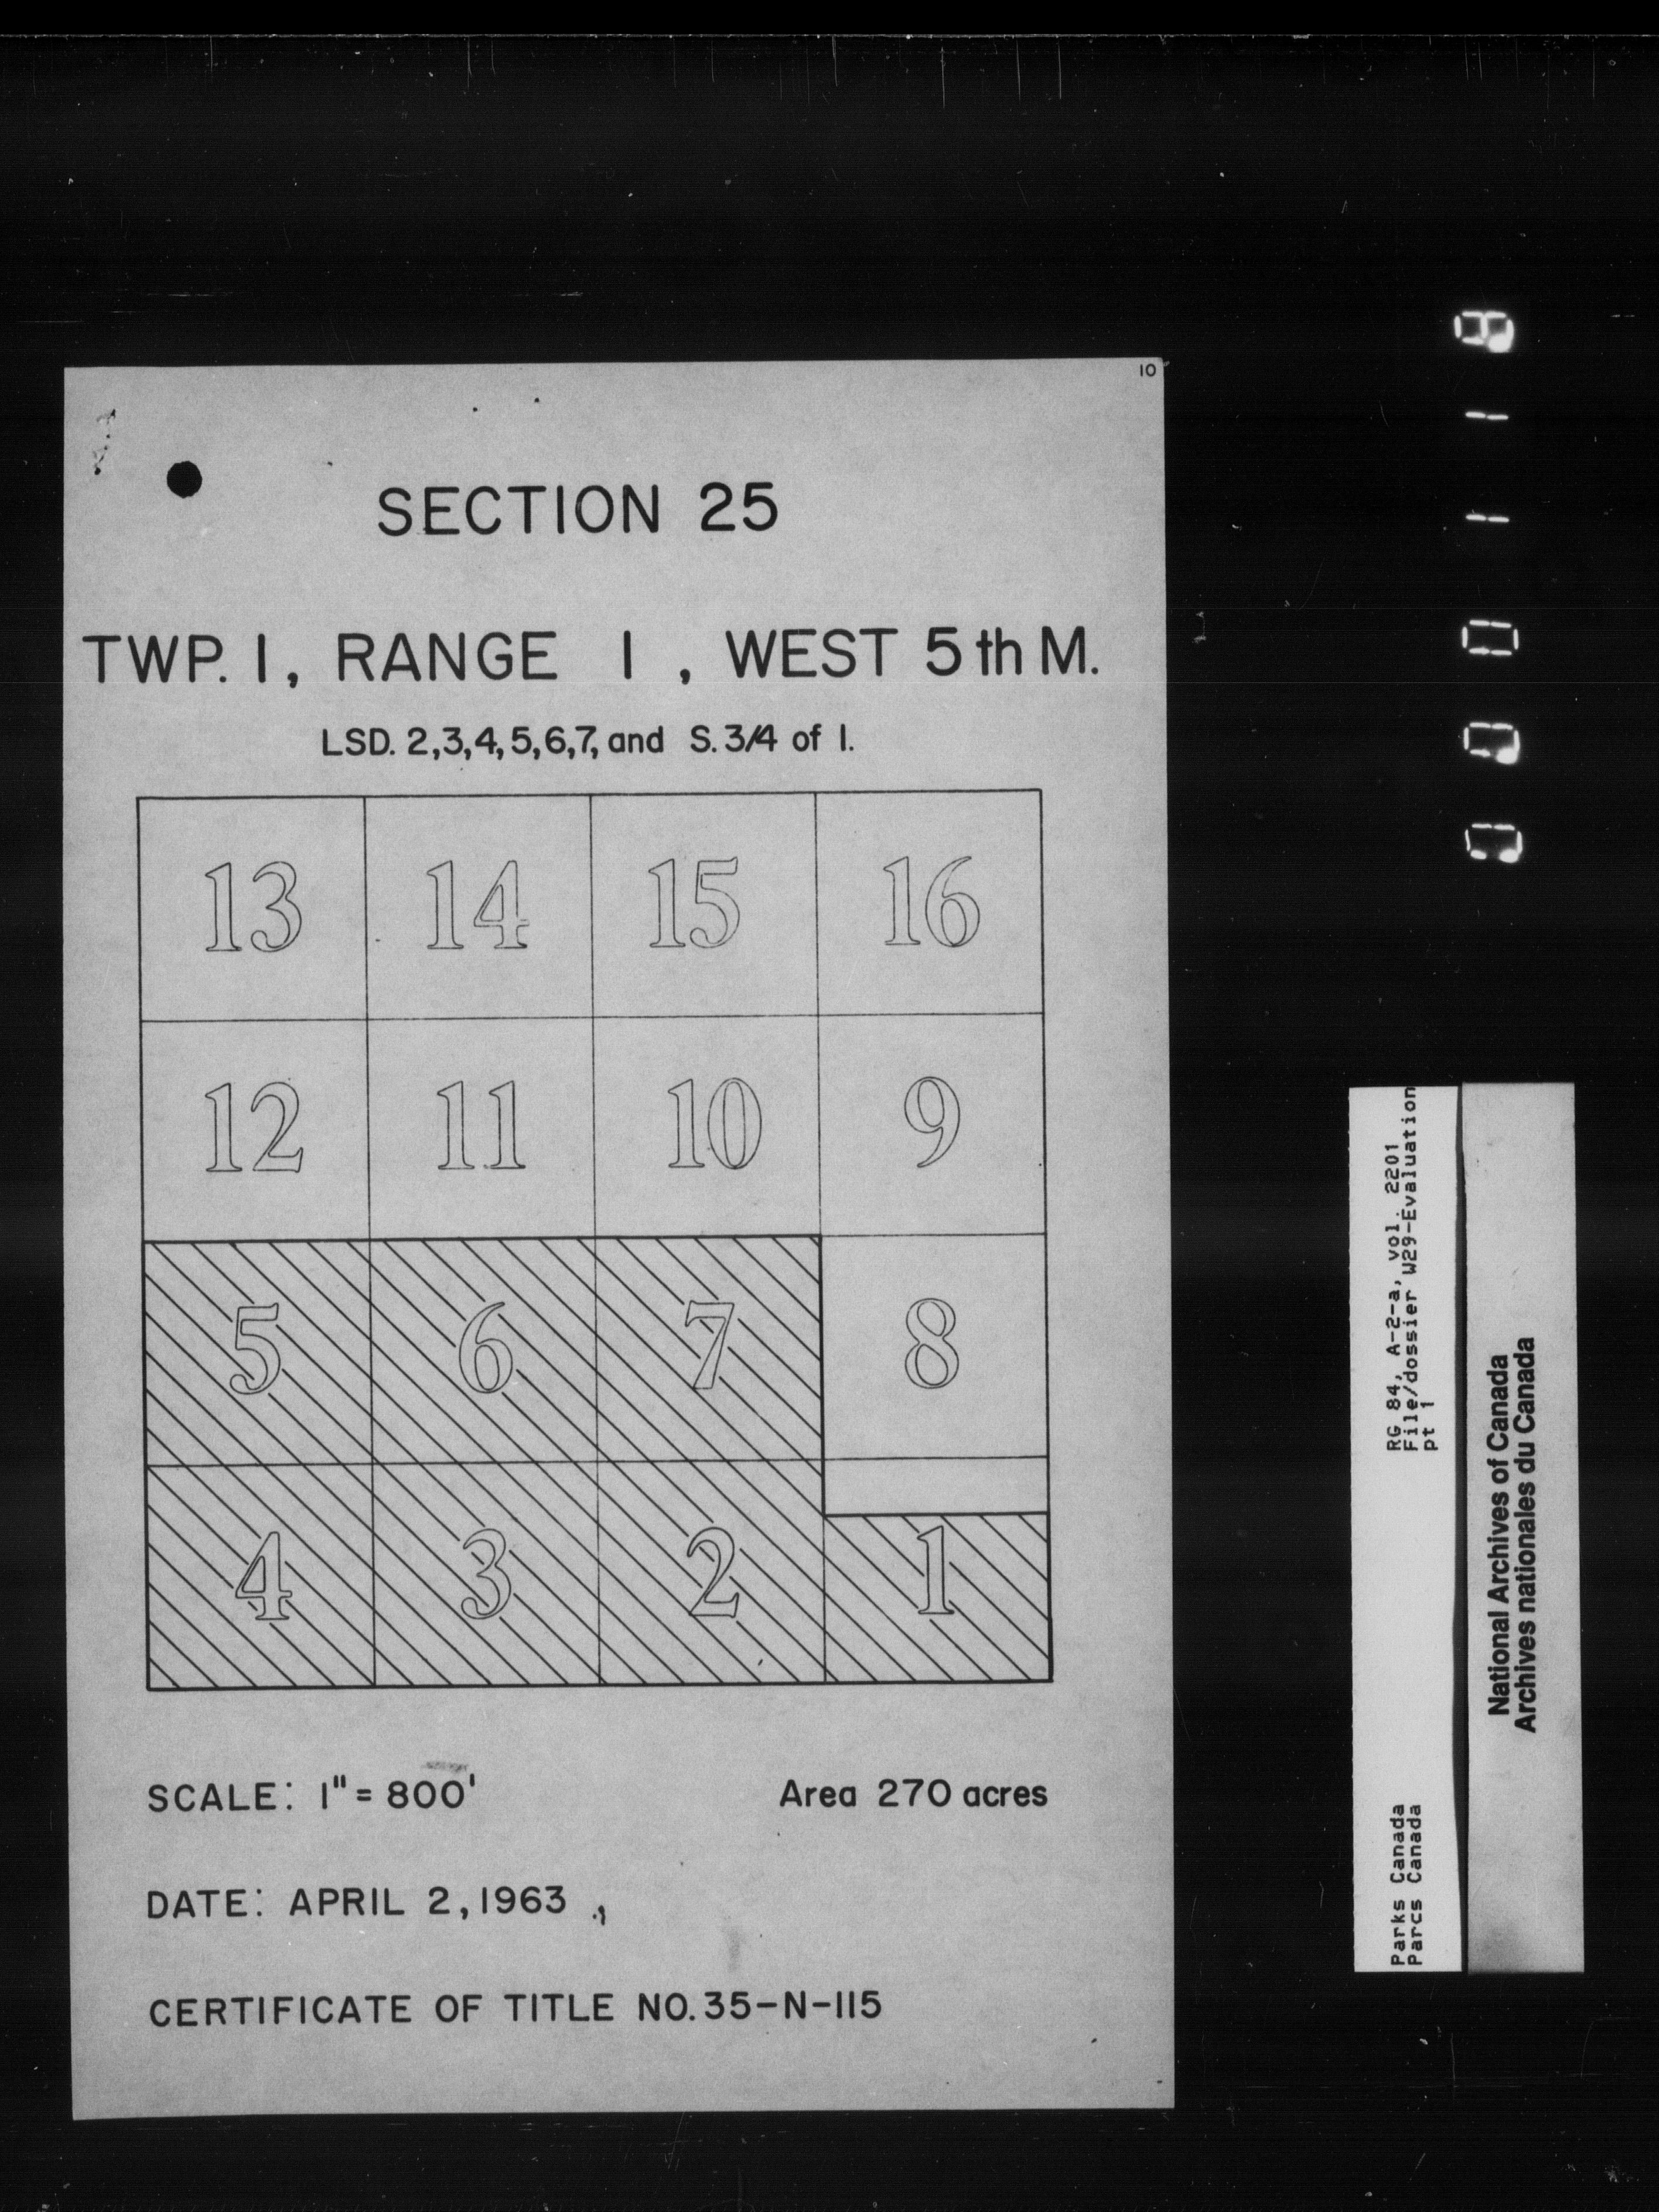 10
SECTION 25
TWP. 1, RANGE 1, WEST 5th M.
LSD. 2,3,4,5,6,7, and S. 3/4 of 1.
13 14 15 16
12 11 10 9
5 6 7 8
4 3 2 1
SCALE: 1" = 800' Area 270 acres
DATE: APRIL 2, 1963
CERTIFICATE OF TITLE NO. 35-N-115
Parks Canada
Parcs Canada
RG 84, A-2-a, vol. 2201
File/dossier W29-Evaluation
pt 1
National Archives of Canada
Archives nationales du Canada